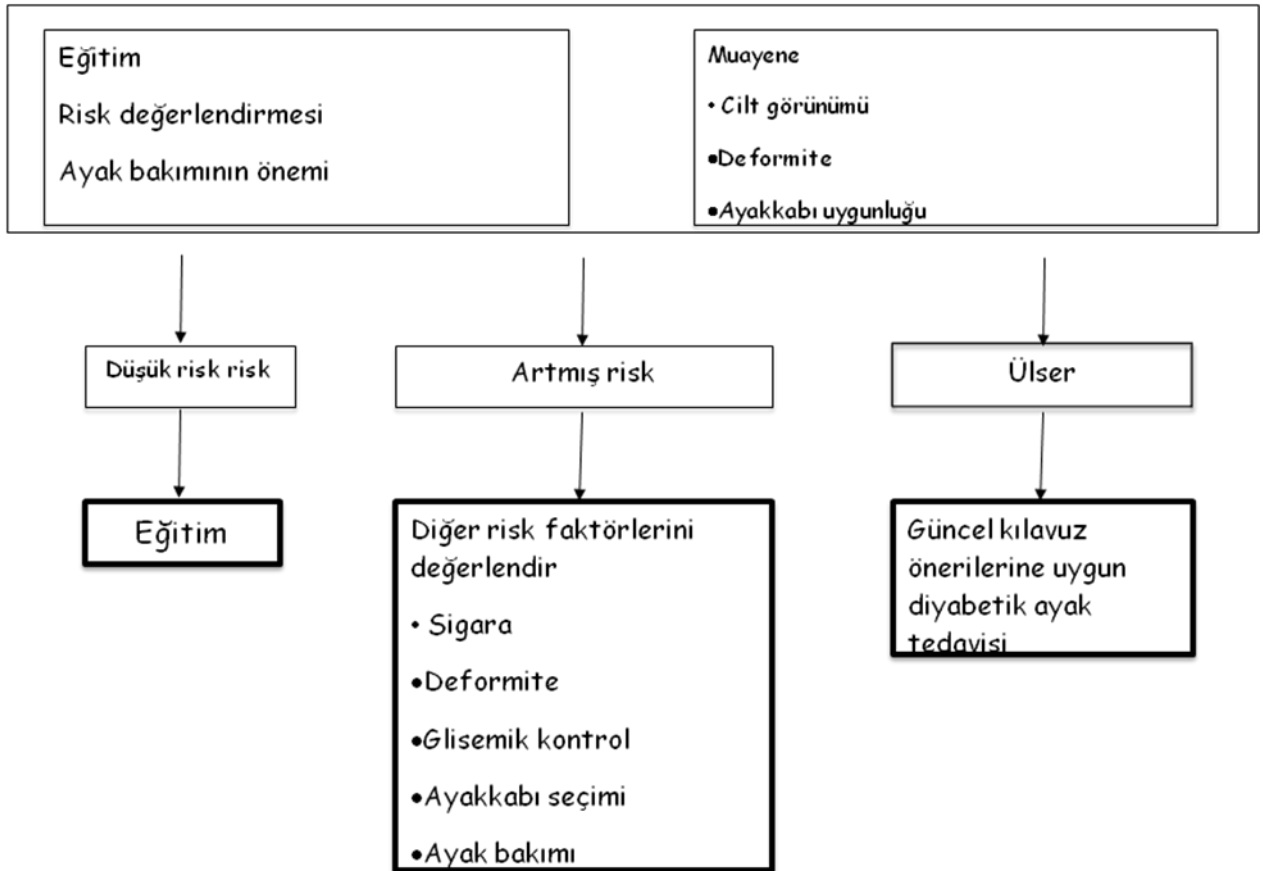 Eğitim
Risk değerlendirmesi
Ayak bakımının önemi
Muayene
• Cilt görünümü
•Deformite
•Ayakkabı uygunluğu
Düşük risk risk
Artmış risk
Ülser
Eğitim
Diğer risk faktörlerini
değerlendir
• Sigara
•Deformite
•Glisemik kontrol
•Ayakkabı seçimi
•Ayak bakımı
Güncel kılavuz
önerilerine uygun
diyabetik ayak
tedavisi